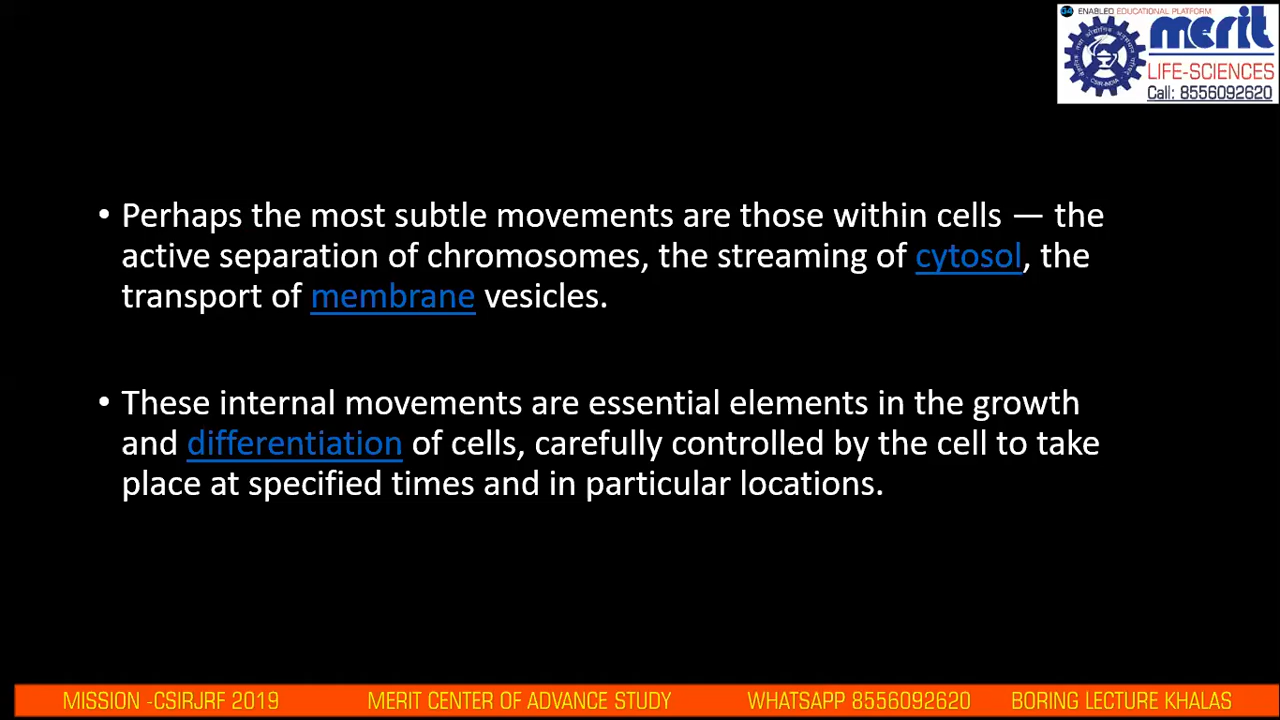 ENABLED EDUCATIONAL PLATFORM
merit
LIFE-SCIENCES
Call: 8556092620
CSIR-INDIA
• Perhaps the most subtle movements are those within cells — the
active separation of chromosomes, the streaming of cytosol, the
transport of membrane vesicles.
• These internal movements are essential elements in the growth
and differentiation of cells, carefully controlled by the cell to take
place at specified times and in particular locations.
MISSION -CSIRJRF 2019 MERIT CENTER OF ADVANCE STUDY WHATSAPP 8556092620 BORING LECTURE KHALAS